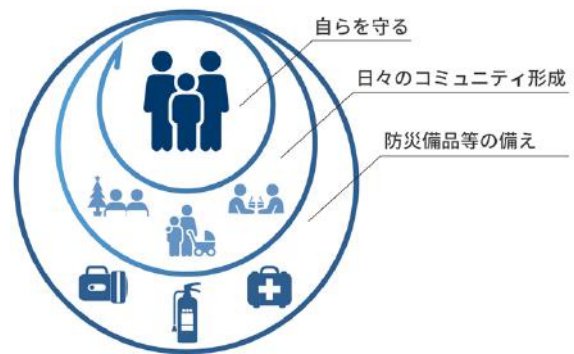 自らを守る
日々のコミュニティ形成
防災備品等の備え